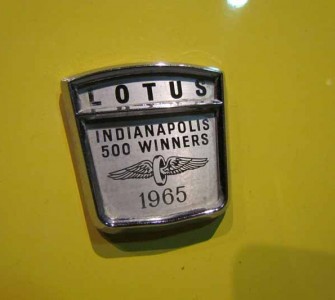 LOTUS
INDIANAPOLIS
500 WINNERS
1965